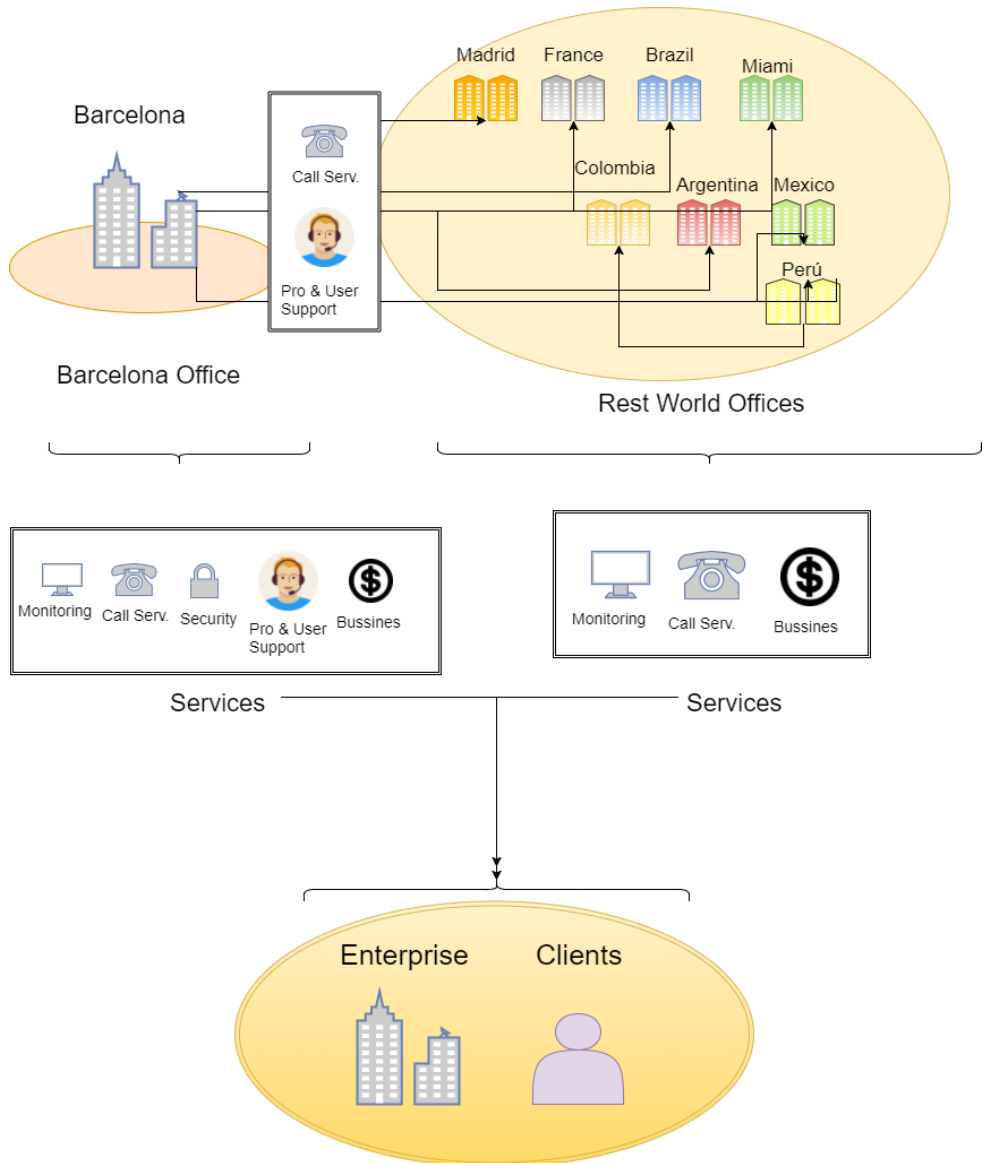 Madrid
France
Brazil
Miami
Barcelona
Call Serv.
Colombia
Argentina
Mexico
Pro & User
Support
Perú
Barcelona Office
Rest World Offices
Monitoring
Call Serv.
Security
Pro & User
Support
Bussines
Monitoring
Call Serv.
Bussines
Services
Services
Enterprise
Clients